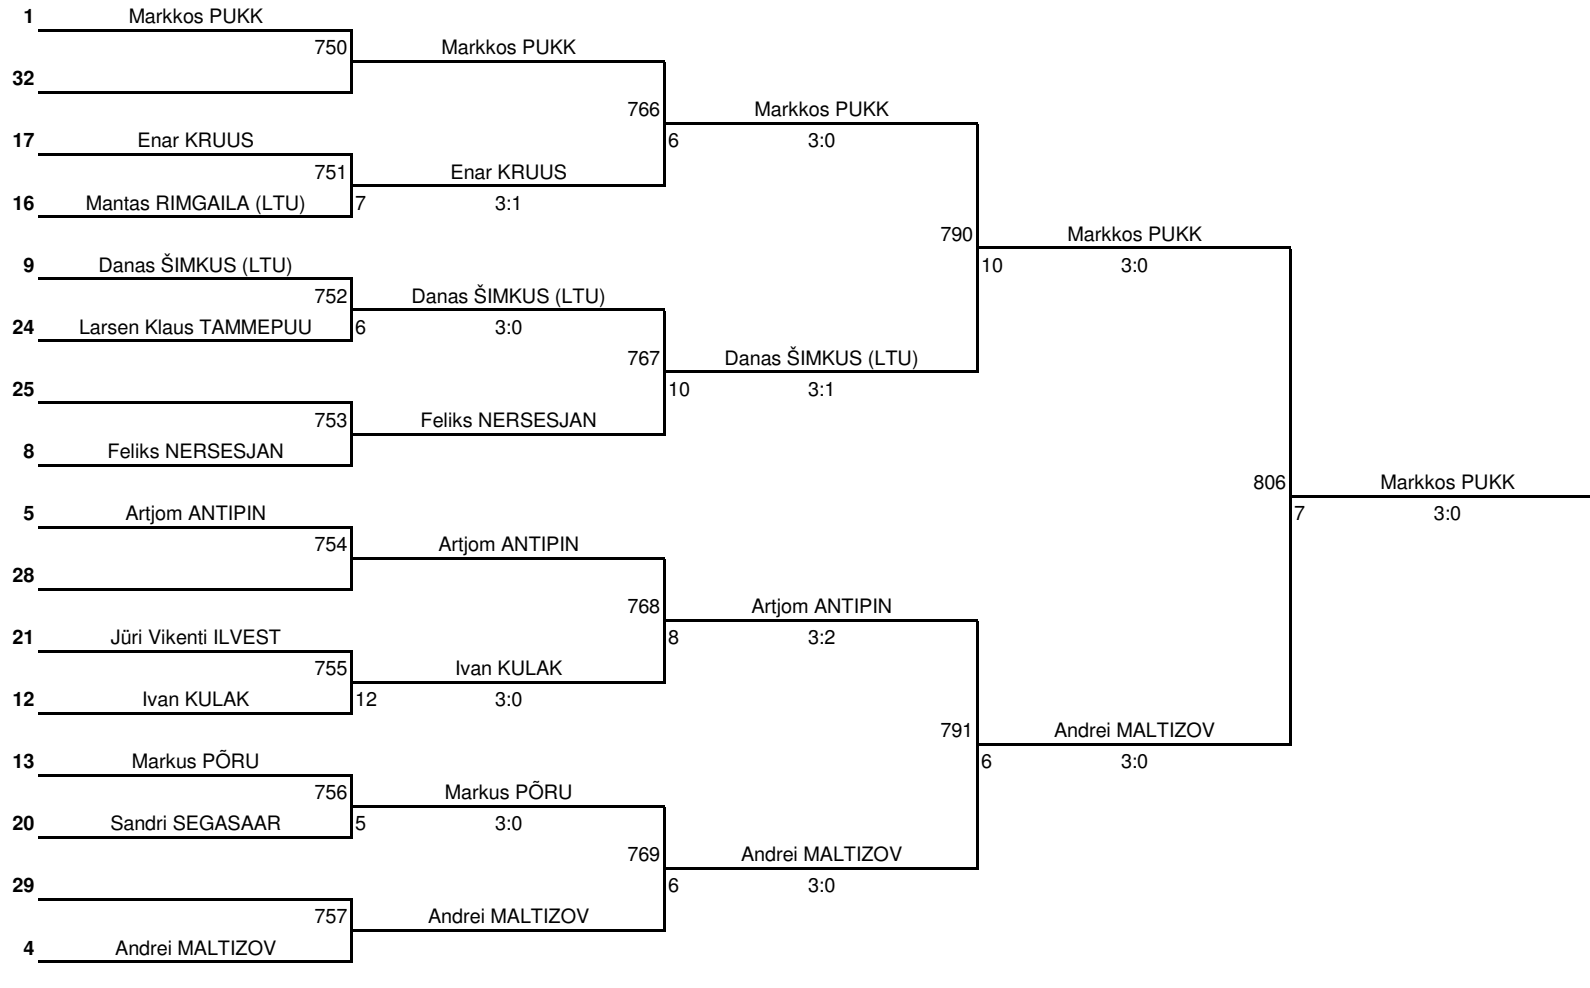 1 Markkos PUKK
750 Markkos PUKK
32
766 Markkos PUKK
17 Enar KRUUS
6 3:0
751 Enar KRUUS
16 Mantas RIMGAILA (LTU) 7 3:1
790 Markkos PUKK
9 Danas ŠIMKUS (LTU)
10 3:0
752 Danas ŠIMKUS (LTU)
24 Larsen Klaus TAMMEPUU 6 3:0
767 Danas ŠIMKUS (LTU)
25
10 3:1
753 Feliks NERSESJAN
8 Feliks NERSESJAN
806 Markkos PUKK
5 Artjom ANTIPIN
7 3:0
754 Artjom ANTIPIN
28
768 Artjom ANTIPIN
21 Jüri Vikenti ILVEST
8 3:2
755 Ivan KULAK
12 Ivan KULAK 12 3:0
791 Andrei MALTIZOV
13 Markus PÕRU
6 3:0
756 Markus PÕRU
20 Sandri SEGASAAR 5 3:0
769 Andrei MALTIZOV
29
6 3:0
757 Andrei MALTIZOV
4 Andrei MALTIZOV